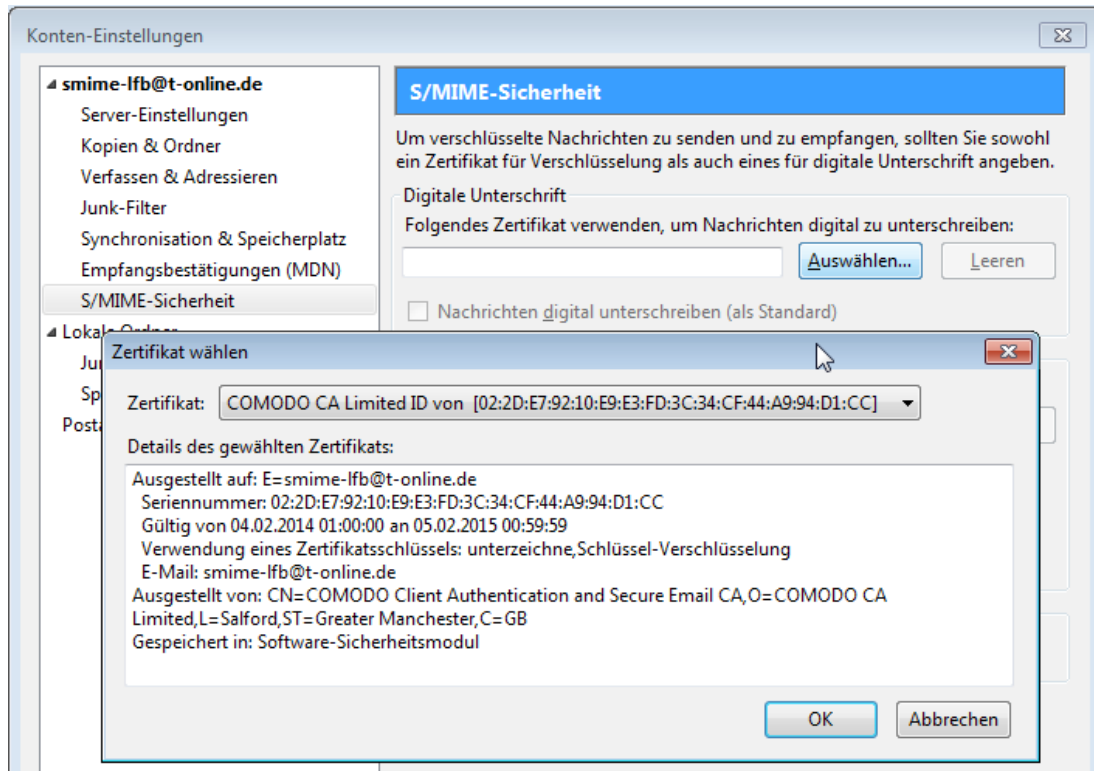 Konten-Einstellungen
smime-lfb@t-online.de
Server-Einstellungen
Kopien & Ordner
Verfassen & Adressieren
Junk-Filter
Synchronisation & Speicherplatz
Empfangsbestätigungen (MDN)
S/MIME-Sicherheit
S/MIME-Sicherheit
Um verschlüsselte Nachrichten zu senden und zu empfangen, sollten Sie sowohl
ein Zertifikat für Verschlüsselung als auch eines für digitale Unterschrift angeben.
Digitale Unterschrift
Folgendes Zertifikat verwenden, um Nachrichten digital zu unterschreiben:
Auswählen... Leeren
Nachrichten digital unterschreiben (als Standard)
Zertifikat wählen
Zertifikat: COMODO CA Limited ID von [02:2D:E7:92:10:E9:E3:FD:3C:34:CF:44:A9:94:D1:CC]
Details des gewählten Zertifikats:
Ausgestellt auf: E=smime-lfb@t-online.de
Seriennummer: 02:2D:E7:92:10:E9:E3:FD:3C:34:CF:44:A9:94:D1:CC
Gültig von 04.02.2014 01:00:00 an 05.02.2015 00:59:59
Verwendung eines Zertifikatsschlüssels: unterzeichne,Schlüssel-Verschlüsselung
E-Mail: smime-lfb@t-online.de
Ausgestellt von: CN=COMODO Client Authentication and Secure Email CA,O=COMODO CA
Limited,L=Salford,ST=Greater Manchester,C=GB
Gespeichert in: Software-Sicherheitsmodul
OK Abbrechen